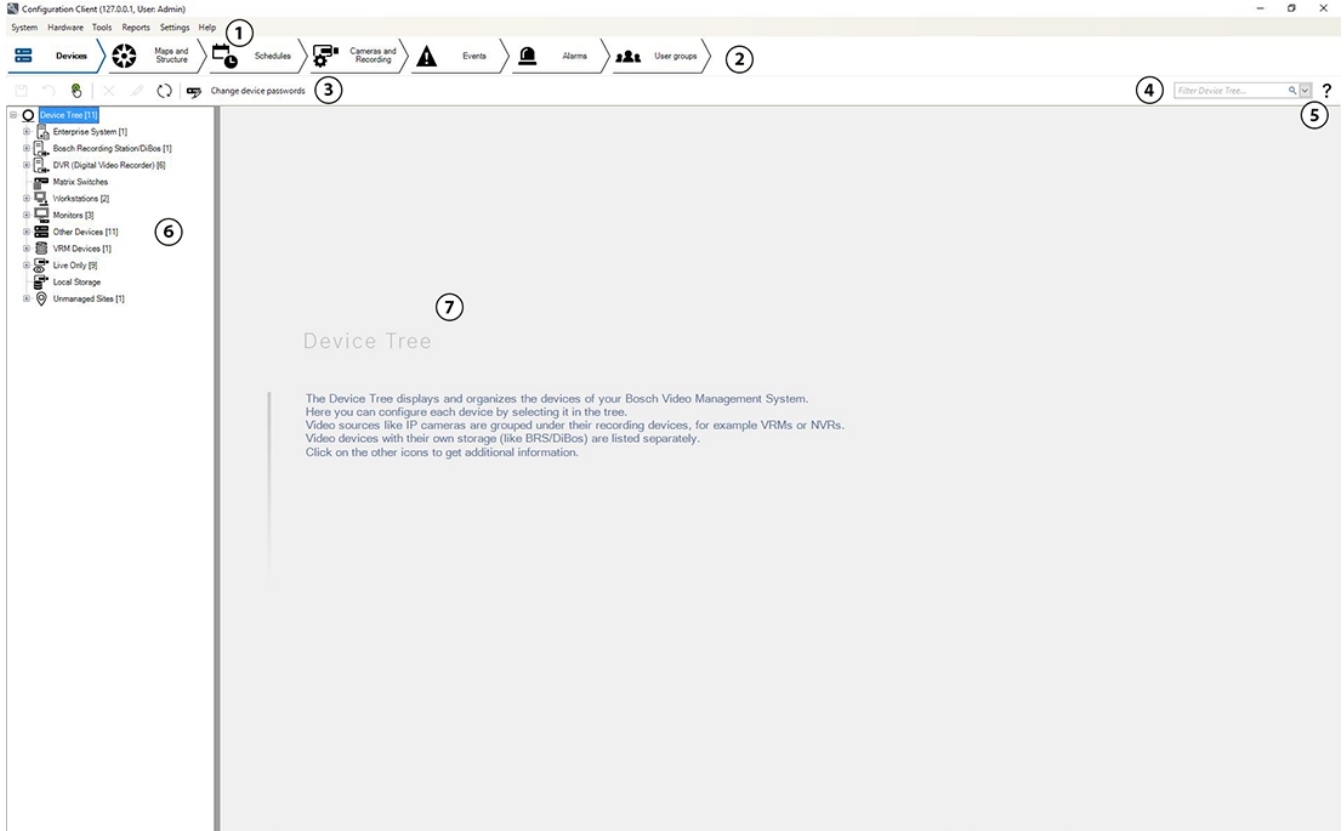 Configuration Client (127.0.0.1, User: Admin)
System Hardware Tools Reports Settings Help
1
Devices
Maps and
Structure
Schedules
Cameras and
Recording
Events
Alarms
User groups
2
Change device passwords
3
4
Filter Device Tree...
?
5
Device Tree [11]
Enterprise System [1]
Bosch Recording Station/DiBos [1]
DVR (Digital Video Recorder) [6]
Matrix Switches
Workstations [2]
Monitors [3]
Other Devices [11]
VRM Devices [1]
Live Only [9]
Local Storage
Unmanaged Sites [1]
6
7
Device Tree
The Device Tree displays and organizes the devices of your Bosch Video Management System.
Here you can configure each device by selecting it in the tree.
Video sources like IP cameras are grouped under their recording devices, for example VRMs or NVRs.
Video devices with their own storage (like BRS/DiBos) are listed separately.
Click on the other icons to get additional information.